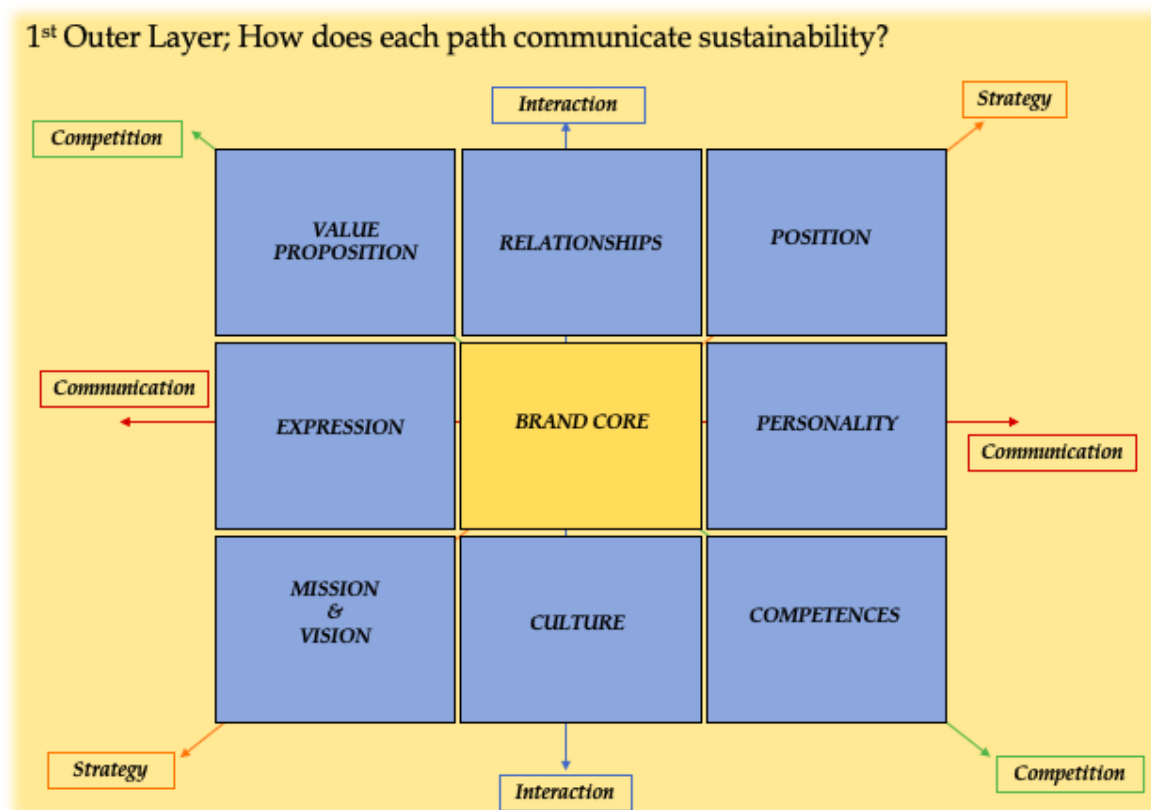 1st Outer Layer; How does each path communicate sustainability?
Interaction
Strategy
Competition
VALUE
PROPOSITION
RELATIONSHIPS
POSITION
Communication
EXPRESSION
BRAND CORE
PERSONALITY
Communication
MISSION
&
VISION
CULTURE
COMPETENCES
Strategy
Interaction
Competition